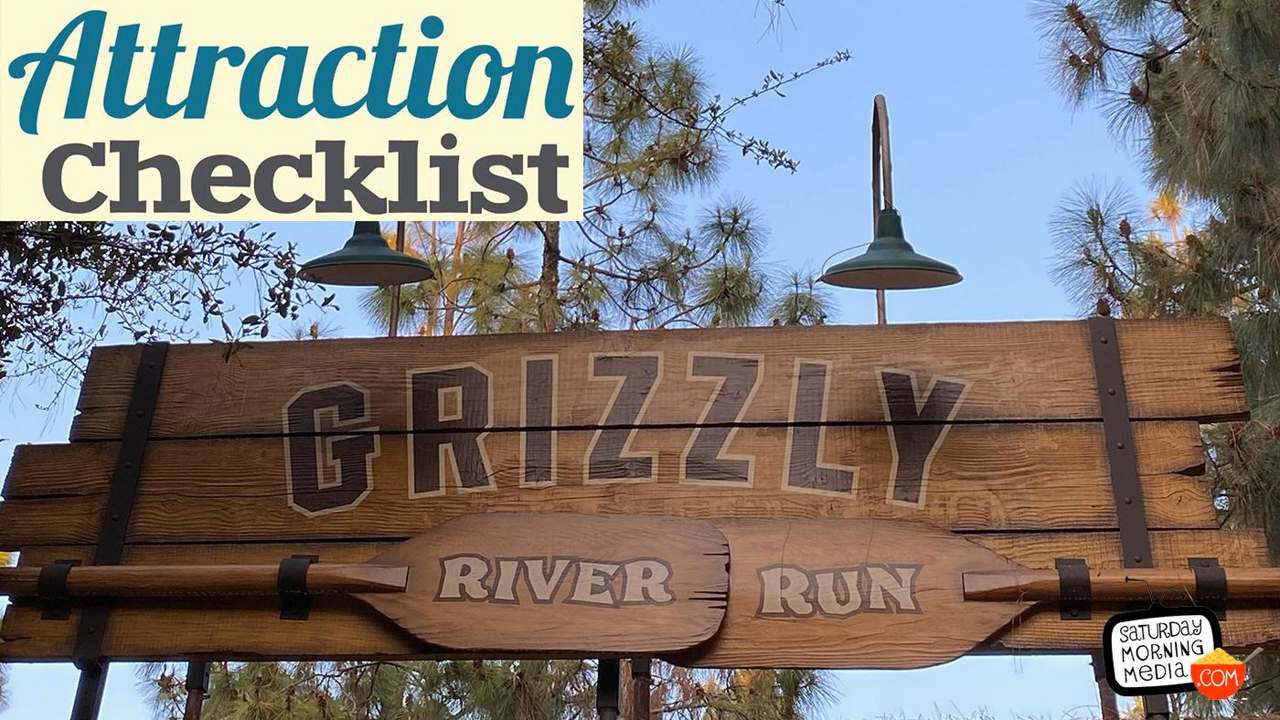 Attraction
Checklist
GRIZZLY
RIVER RUN
SATURDAY
MORNING
MEDIA
.COM